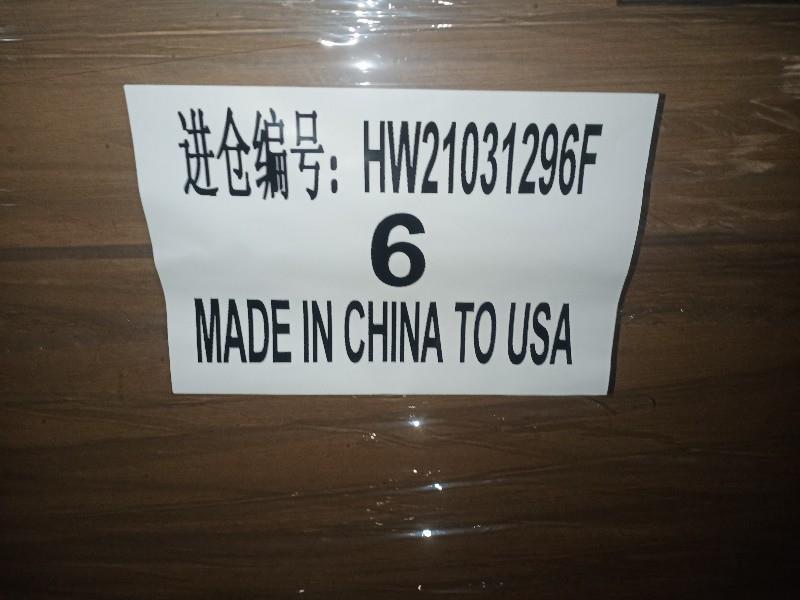 进仓编号：HW21031296F
6
MADE IN CHINA TO USA